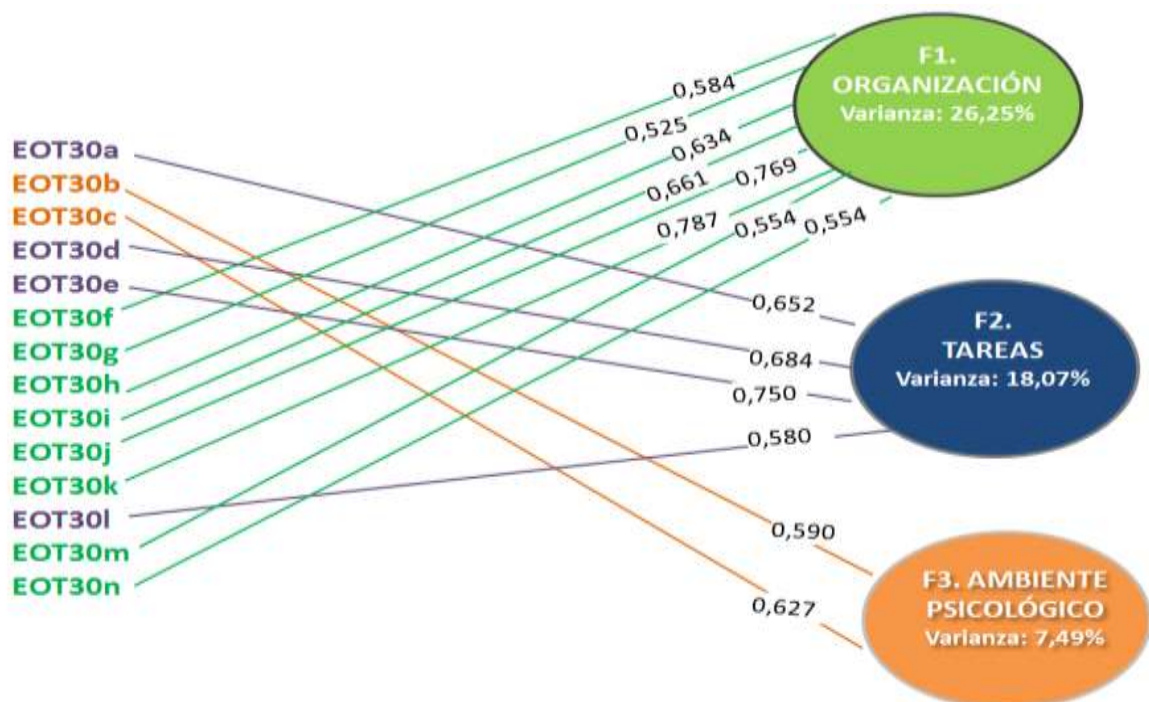 EOT30a
EOT30b
EOT30c
EOT30d
EOT30e
EOT30f
EOT30g
EOT30h
EOT30i
EOT30j
EOT30k
EOT30l
EOT30m
EOT30n
0,584
0,525
0,634
0,661
0,769
0,787
0,554
0,554
0,652
0,684
0,750
0,580
0,590
0,627
F1.
ORGANIZACIÓN
Varianza: 26,25%
F2.
TAREAS
Varianza: 18,07%
F3. AMBIENTE
PSICOLÓGICO
Varianza: 7,49%